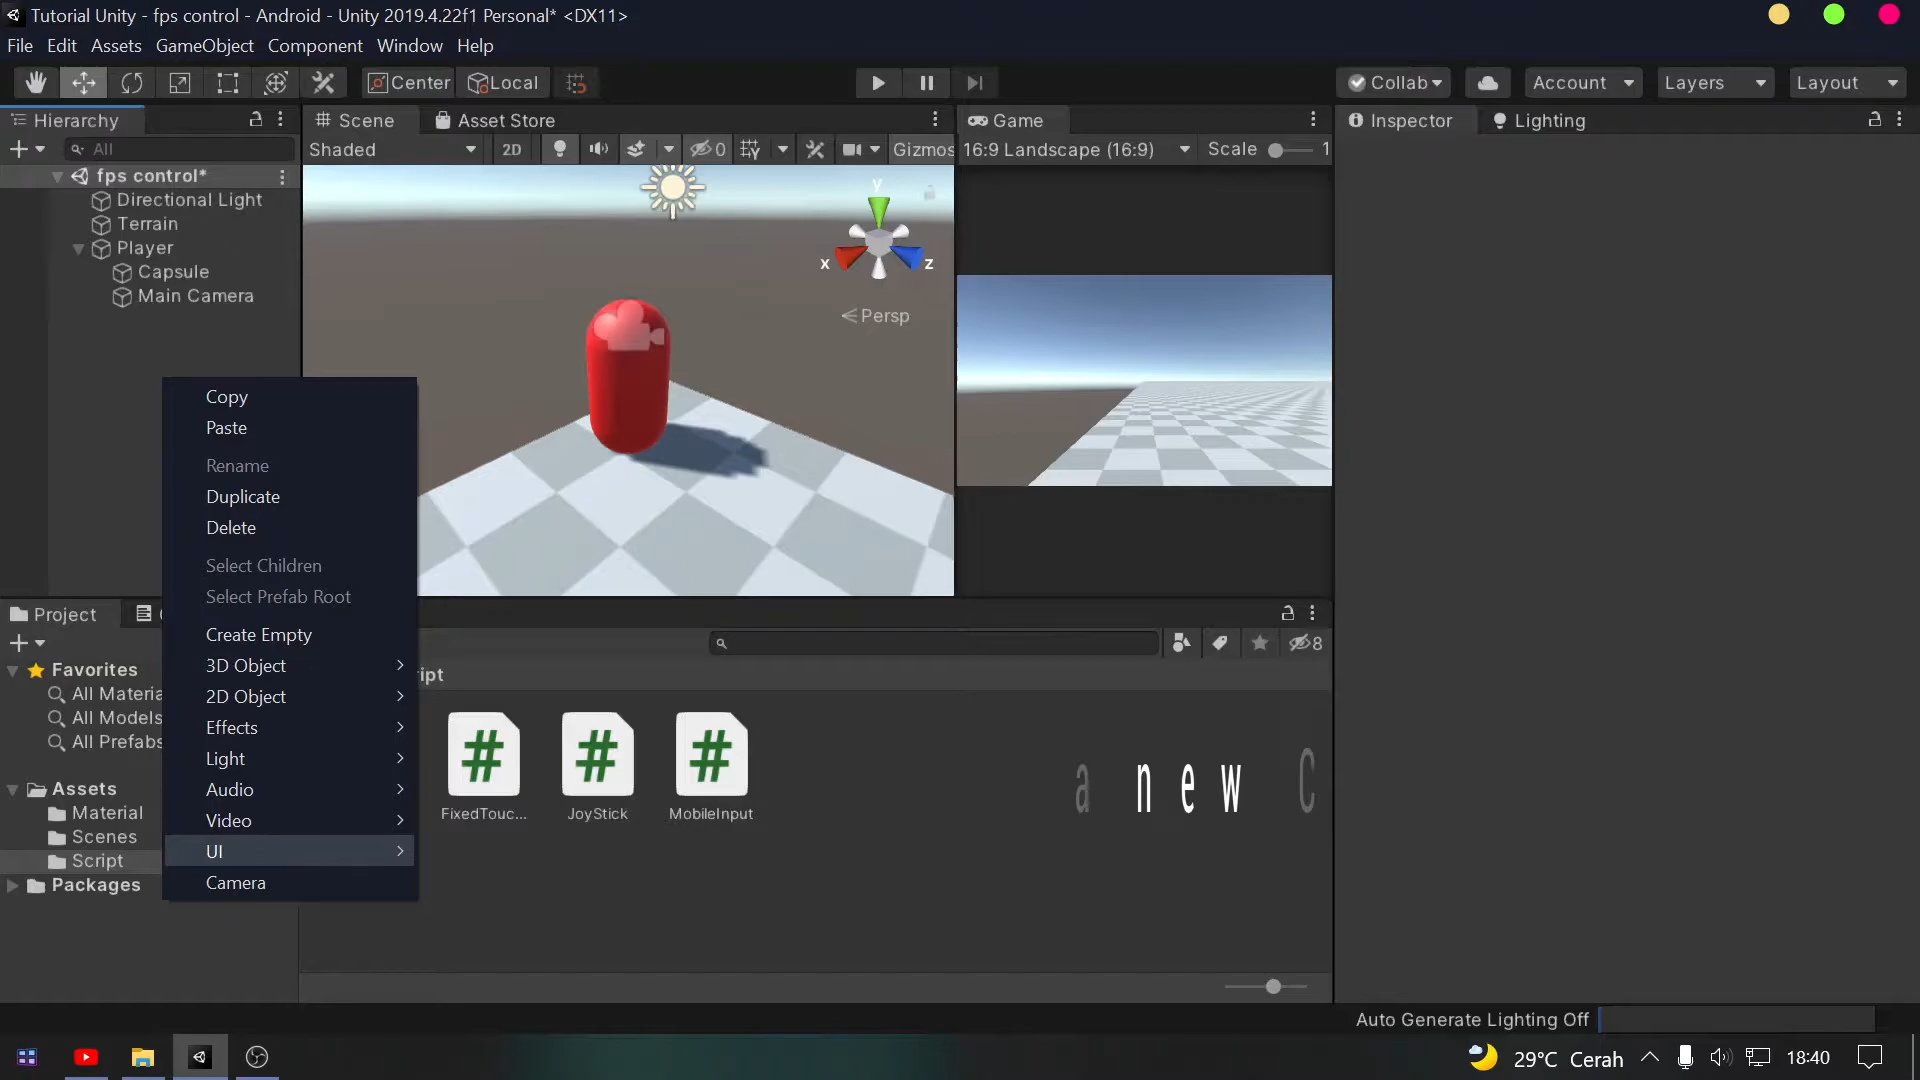 Tutorial Unity - fps control - Android - Unity 2019.4.22f1 Personal* <DX11>
File Edit Assets GameObject Component Window Help
Center Local Collab Account Layers Layout
Hierarchy
All
fps control*
Directional Light
Terrain
Player
Capsule
Main Camera
Scene Asset Store
Shaded 2D 0 Gizmos
y
x z
Persp
Game
16:9 Landscape (16:9) Scale 1
Inspector Lighting
Copy
Paste
Rename
Duplicate
Delete
Select Children
Select Prefab Root
Create Empty
3D Object
2D Object
Effects
Light
Audio
Video
UI
Camera
Project
Favorites
All Materia
All Models
All Prefabs
Assets
Material
Scenes
Script
Packages
8
ipt
# # #
FixedTouc... JoyStick MobileInput
a new C
Auto Generate Lighting Off
29°C Cerah 18:40